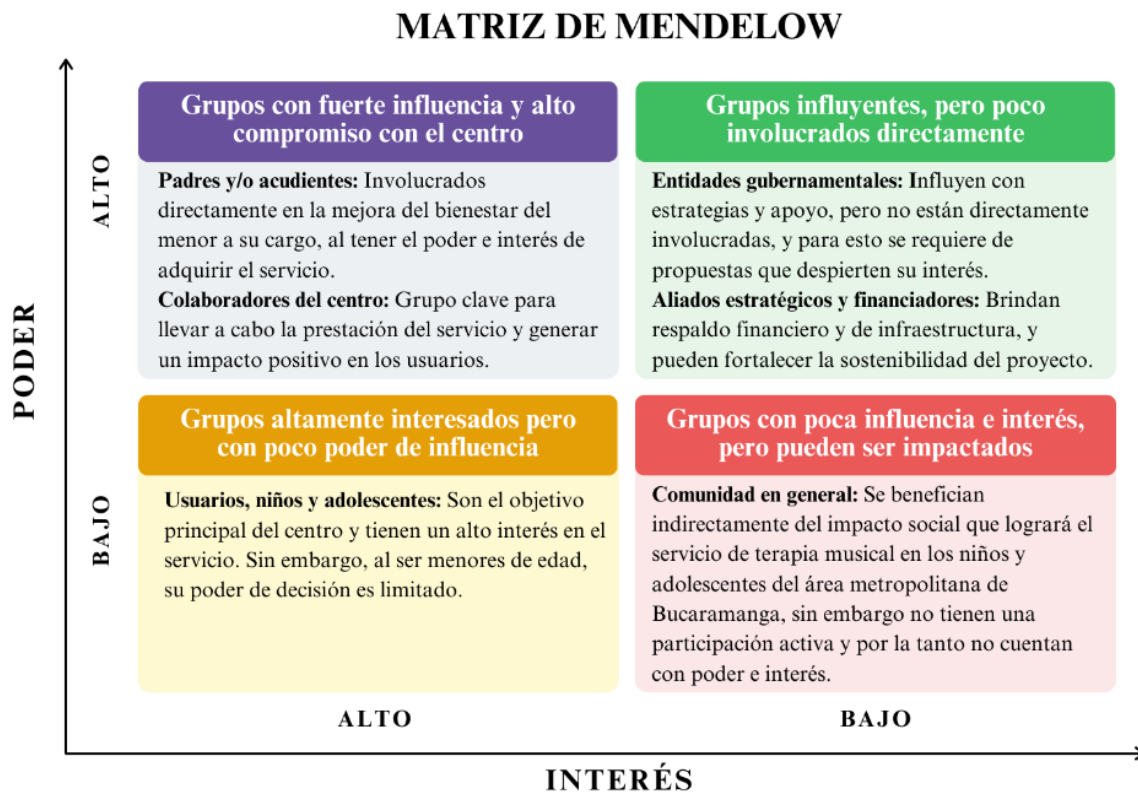 MATRIZ DE MENDELOW
PODER
ALTO
Grupos con fuerte influencia y alto
compromiso con el centro
Padres y/o acudientes: Involucrados
directamente en la mejora del bienestar del
menor a su cargo, al tener el poder e interés de
adquirir el servicio.
Colaboradores del centro: Grupo clave para
llevar a cabo la prestación del servicio y generar
un impacto positivo en los usuarios.
Grupos influyentes, pero poco
involucrados directamente
Entidades gubernamentales: Influyen con
estrategias y apoyo, pero no están directamente
involucradas, y para esto se requiere de
propuestas que despierten su interés.
Aliados estratégicos y financiadores: Brindan
respaldo financiero y de infraestructura, y
pueden fortalecer la sostenibilidad del proyecto.
BAJO
Grupos altamente interesados pero
con poco poder de influencia
Usuarios, niños y adolescentes: Son el objetivo
principal del centro y tienen un alto interés en el
servicio. Sin embargo, al ser menores de edad,
su poder de decisión es limitado.
Grupos con poca influencia e interés,
pero pueden ser impactados
Comunidad en general: Se benefician
indirectamente del impacto social que logrará el
servicio de terapia musical en los niños y
adolescentes del área metropolitana de
Bucaramanga, sin embargo no tienen una
participación activa y por la tanto no cuentan
con poder e interés.
ALTO
BAJO
INTERÉS